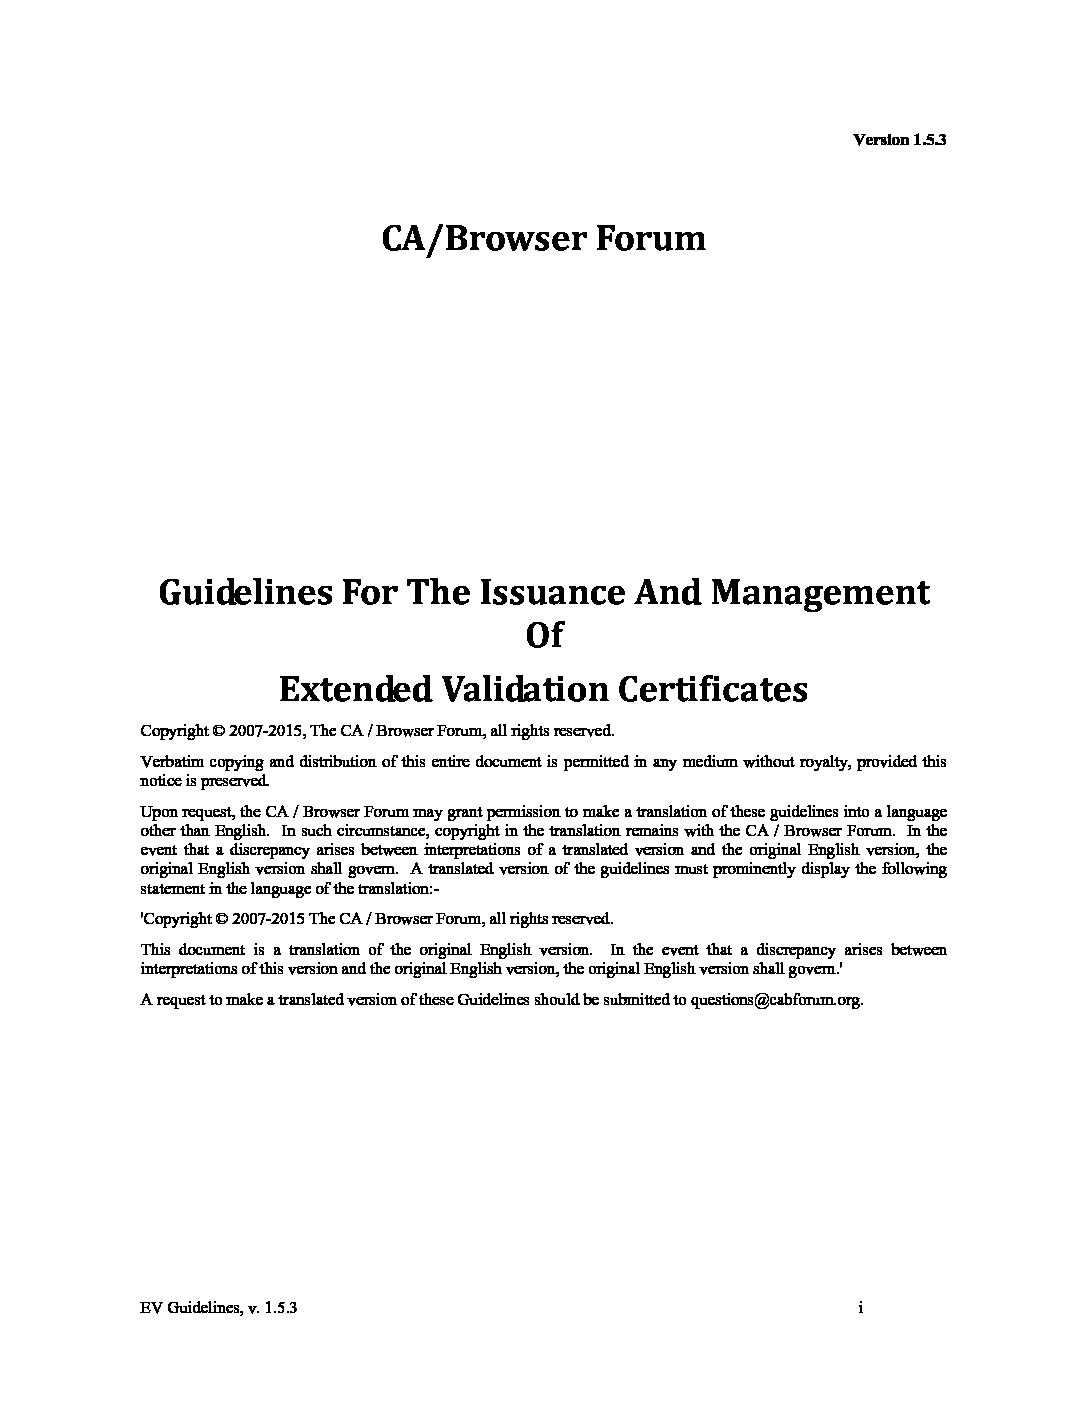 Version 1.5.3
CA/Browser Forum
Guidelines For The Issuance And Management
Of
Extended Validation Certificates
Copyright © 2007-2015, The CA / Browser Forum, all rights reserved.
Verbatim copying and distribution of this entire document is permitted in any medium without royalty, provided this
notice is preserved.
Upon request, the CA / Browser Forum may grant permission to make a translation of these guidelines into a language
other than English.  In such circumstance, copyright in the translation remains with the CA / Browser Forum.  In the
event that a discrepancy arises between interpretations of a translated version and the original English version, the
original English version shall govern.  A translated version of the guidelines must prominently display the following
statement in the language of the translation:-
'Copyright © 2007-2015 The CA / Browser Forum, all rights reserved.
This document is a translation of the original English version.  In the event that a discrepancy arises between
interpretations of this version and the original English version, the original English version shall govern.'
A request to make a translated version of these Guidelines should be submitted to questions@cabforum.org.
EV Guidelines, v. 1.5.3 i